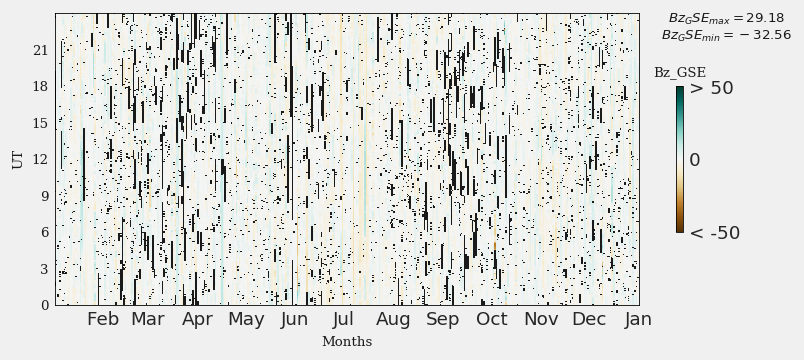 Bz_GSE_max = 29.18
Bz_GSE_min = −32.56
Bz_GSE
> 50
0
< -50
UT
21
18
15
12
9
6
3
0
Feb Mar Apr May Jun Jul Aug Sep Oct Nov Dec Jan
Months